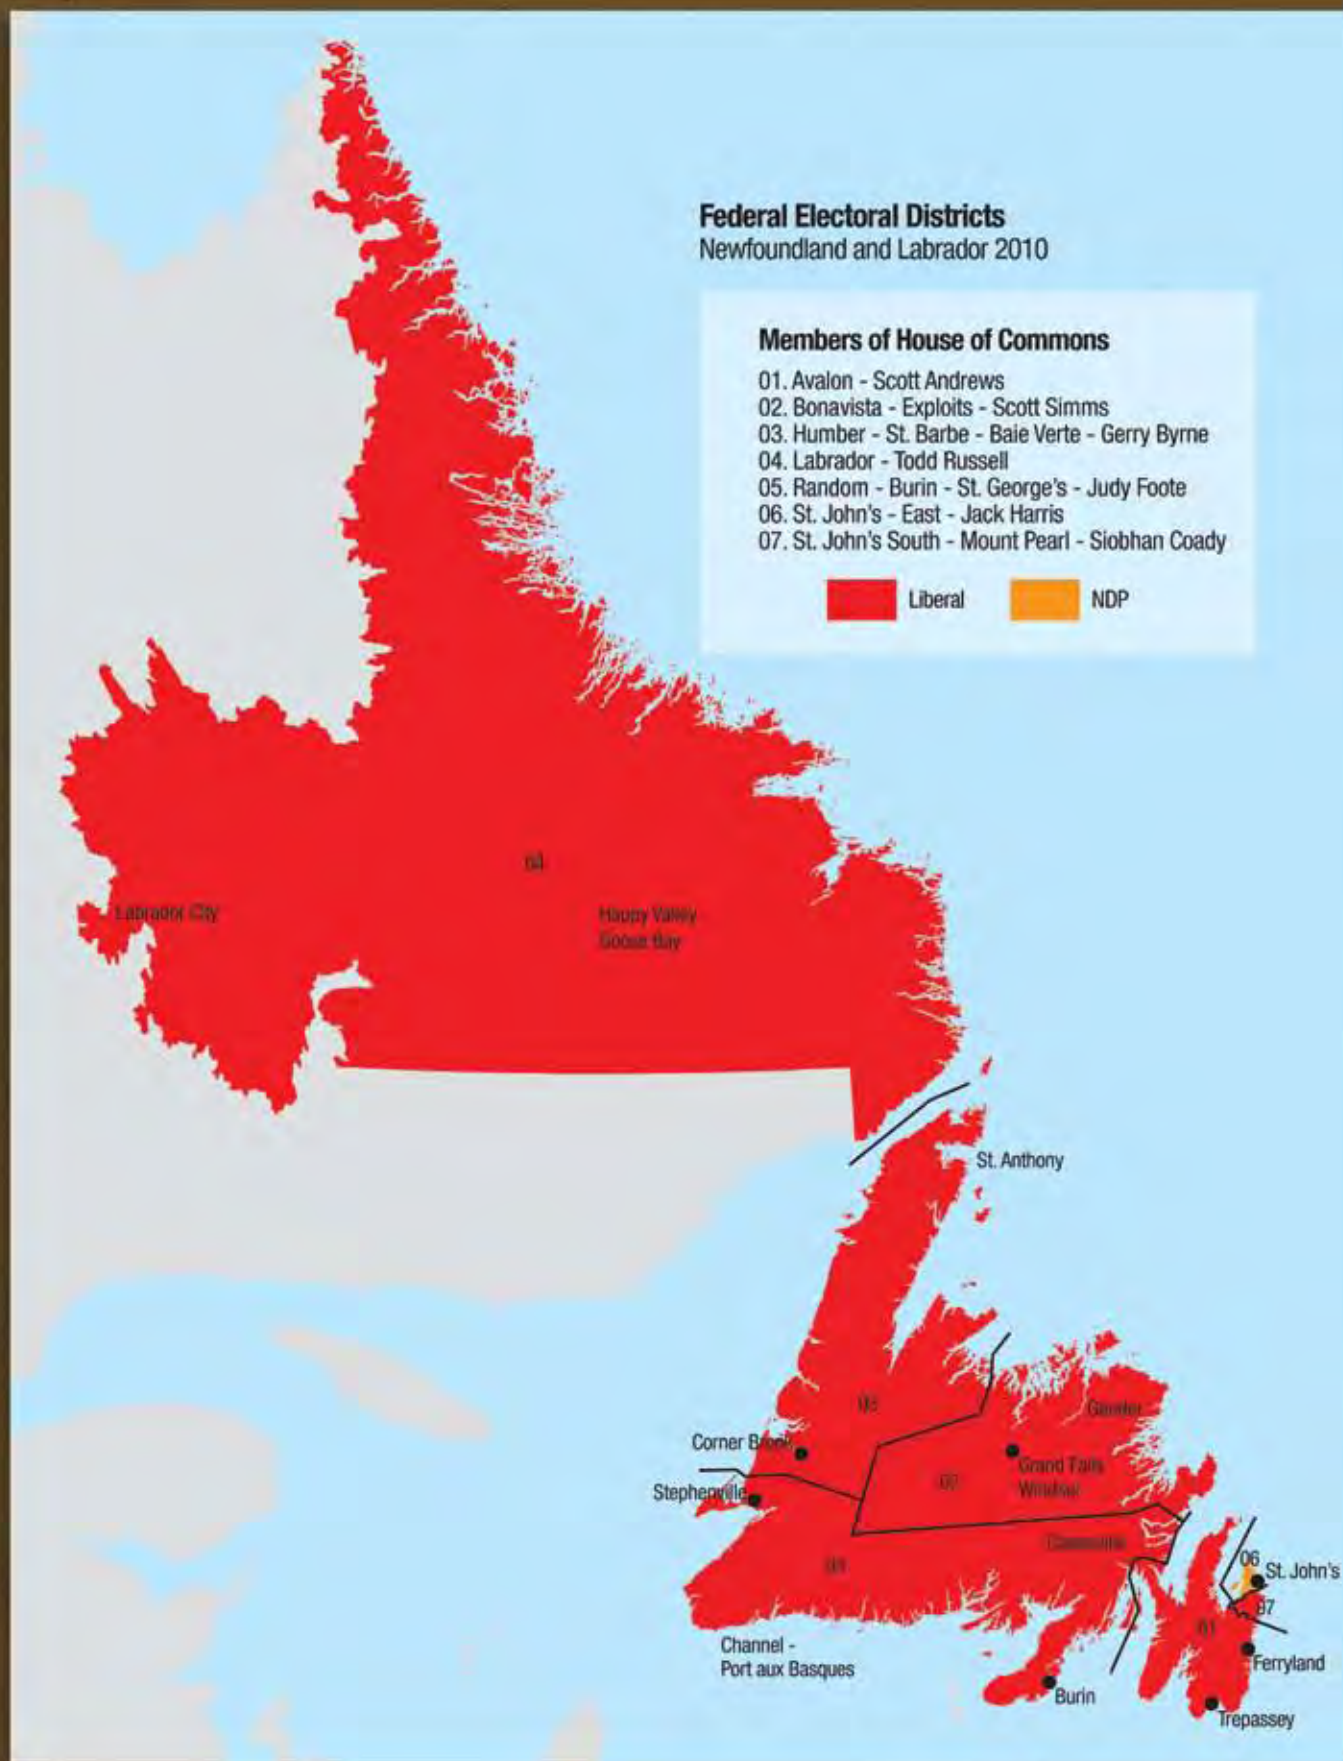 Federal Electoral Districts
Newfoundland and Labrador 2010
Members of House of Commons
01. Avalon - Scott Andrews
02. Bonavista - Exploits - Scott Simms
03. Humber - St. Barbe - Baie Verte - Gerry Byrne
04. Labrador - Todd Russell
05. Random - Burin - St. George's - Judy Foote
06. St. John's - East - Jack Harris
07. St. John's South - Mount Pearl - Siobhan Coady
Liberal
NDP
04
Labrador City
Happy Valley
Goose Bay
St. Anthony
03
Gander
Corner Brook
Grand Falls
Windsor
02
Stephenville
Clarenville
06
St. John's
07
01
Channel -
Port aux Basques
Ferryland
Burin
Trepassey